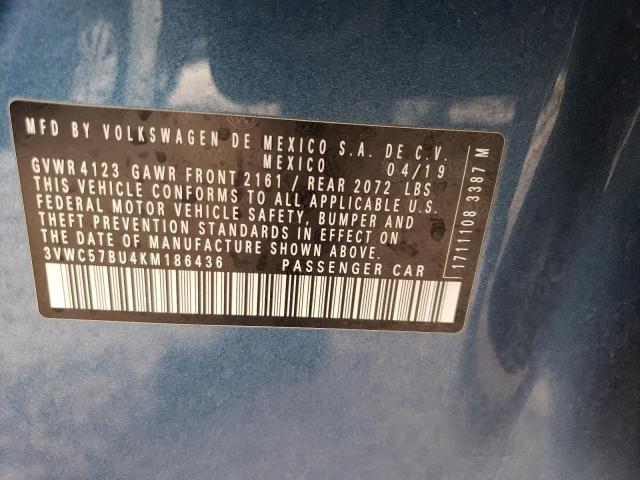 MFD BY VOLKSWAGEN DE MEXICO S.A. DE C.V.
MEXICO 04/19
GVWR 4123 GAWR FRONT 2161 / REAR 2072 LBS
THIS VEHICLE CONFORMS TO ALL APPLICABLE U.S.
FEDERAL MOTOR VEHICLE SAFETY, BUMPER AND
THEFT PREVENTION STANDARDS IN EFFECT ON
THE DATE OF MANUFACTURE SHOWN ABOVE.
3VWC57BU4KM186436 PASSENGER CAR
1711108 3387 M